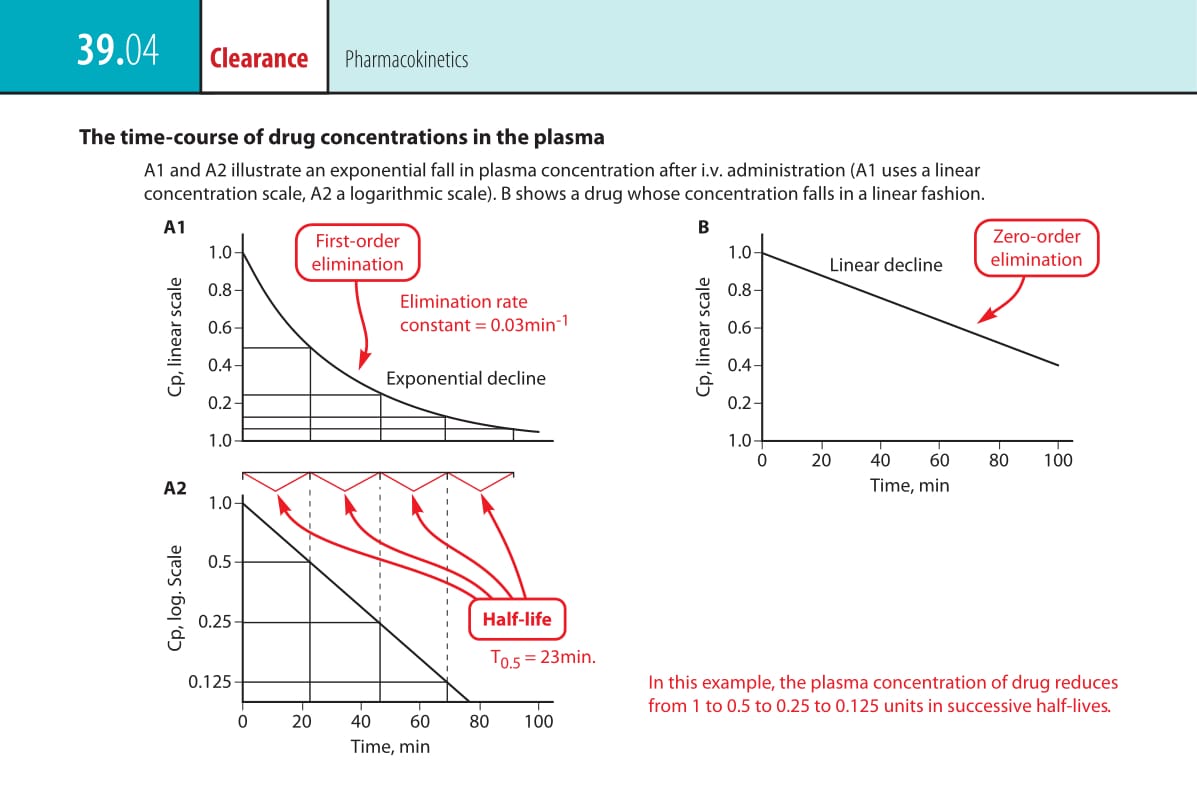 39.04
Clearance
Pharmacokinetics
The time-course of drug concentrations in the plasma
A1 and A2 illustrate an exponential fall in plasma concentration after i.v. administration (A1 uses a linear
concentration scale, A2 a logarithmic scale). B shows a drug whose concentration falls in a linear fashion.
A1
Cp, linear scale
1.0
0.8
0.6
0.4
0.2
1.0
First-order
elimination
Elimination rate
constant = 0.03min-1
Exponential decline
B
Cp, linear scale
1.0
0.8
0.6
0.4
0.2
1.0
Linear decline
Zero-order
elimination
0 20 40 60 80 100
Time, min
A2
Cp, log. Scale
1.0
0.5
0.25
0.125
Half-life
T0.5 = 23min.
0 20 40 60 80 100
Time, min
In this example, the plasma concentration of drug reduces
from 1 to 0.5 to 0.25 to 0.125 units in successive half-lives.